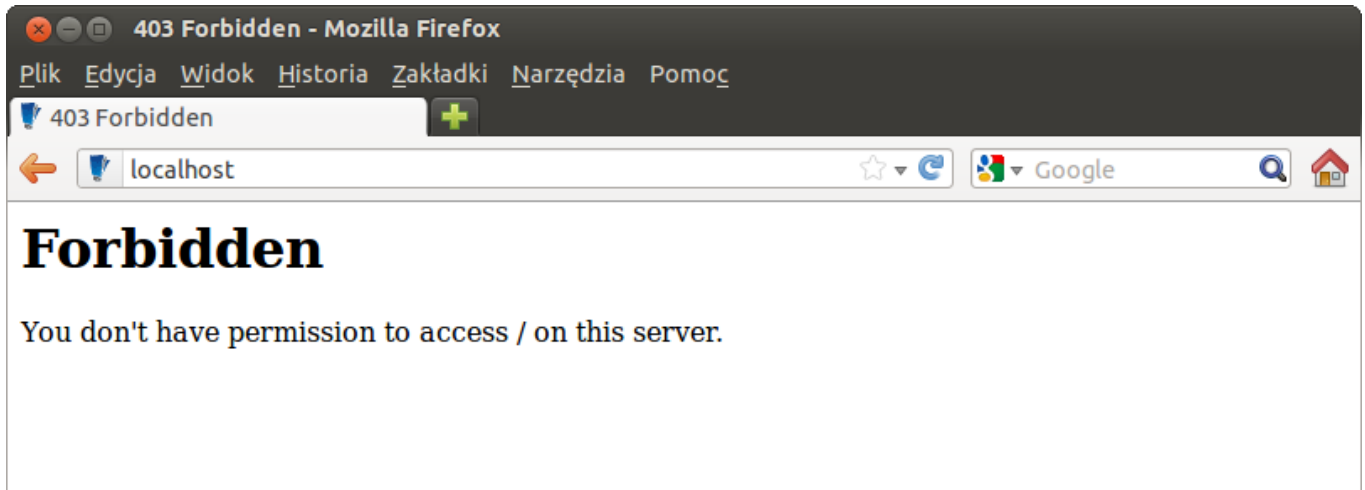 403 Forbidden - Mozilla Firefox
Plik Edycja Widok Historia Zakładki Narzędzia Pomoc
403 Forbidden
localhost Google
Forbidden
You don't have permission to access / on this server.